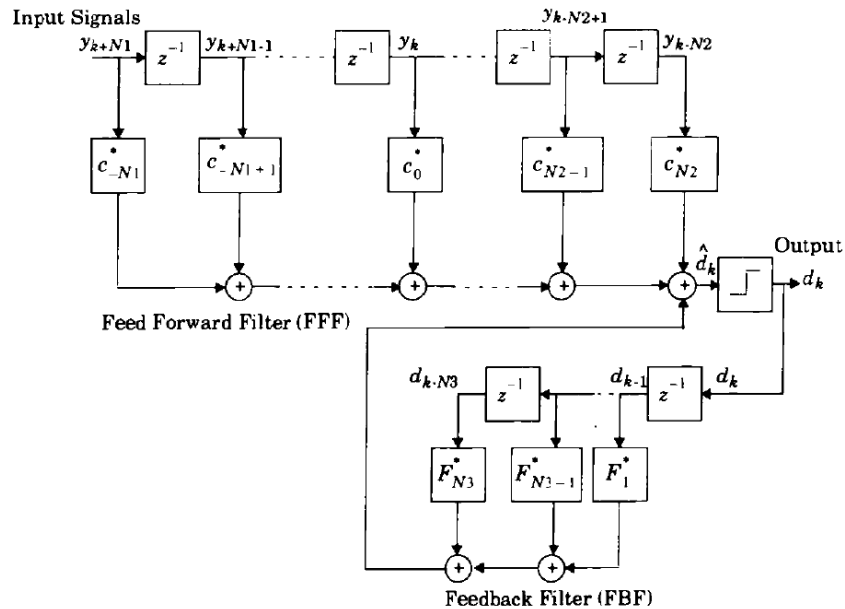 Input Signals
y_{k+N1} z^{-1} y_{k+N1-1} z^{-1} y_k z^{-1} y_{k-N2+1} z^{-1} y_{k-N2}
c^*_{-N1} c^*_{-N1+1} c^*_0 c^*_{N2-1} c^*_{N2}
+ + + + \hat{d}_k Output d_k
Feed Forward Filter (FFF)
d_{k-N3} z^{-1} d_{k-1} z^{-1} d_k
F^*_{N3} F^*_{N3-1} F^*_1
+ +
Feedback Filter (FBF)